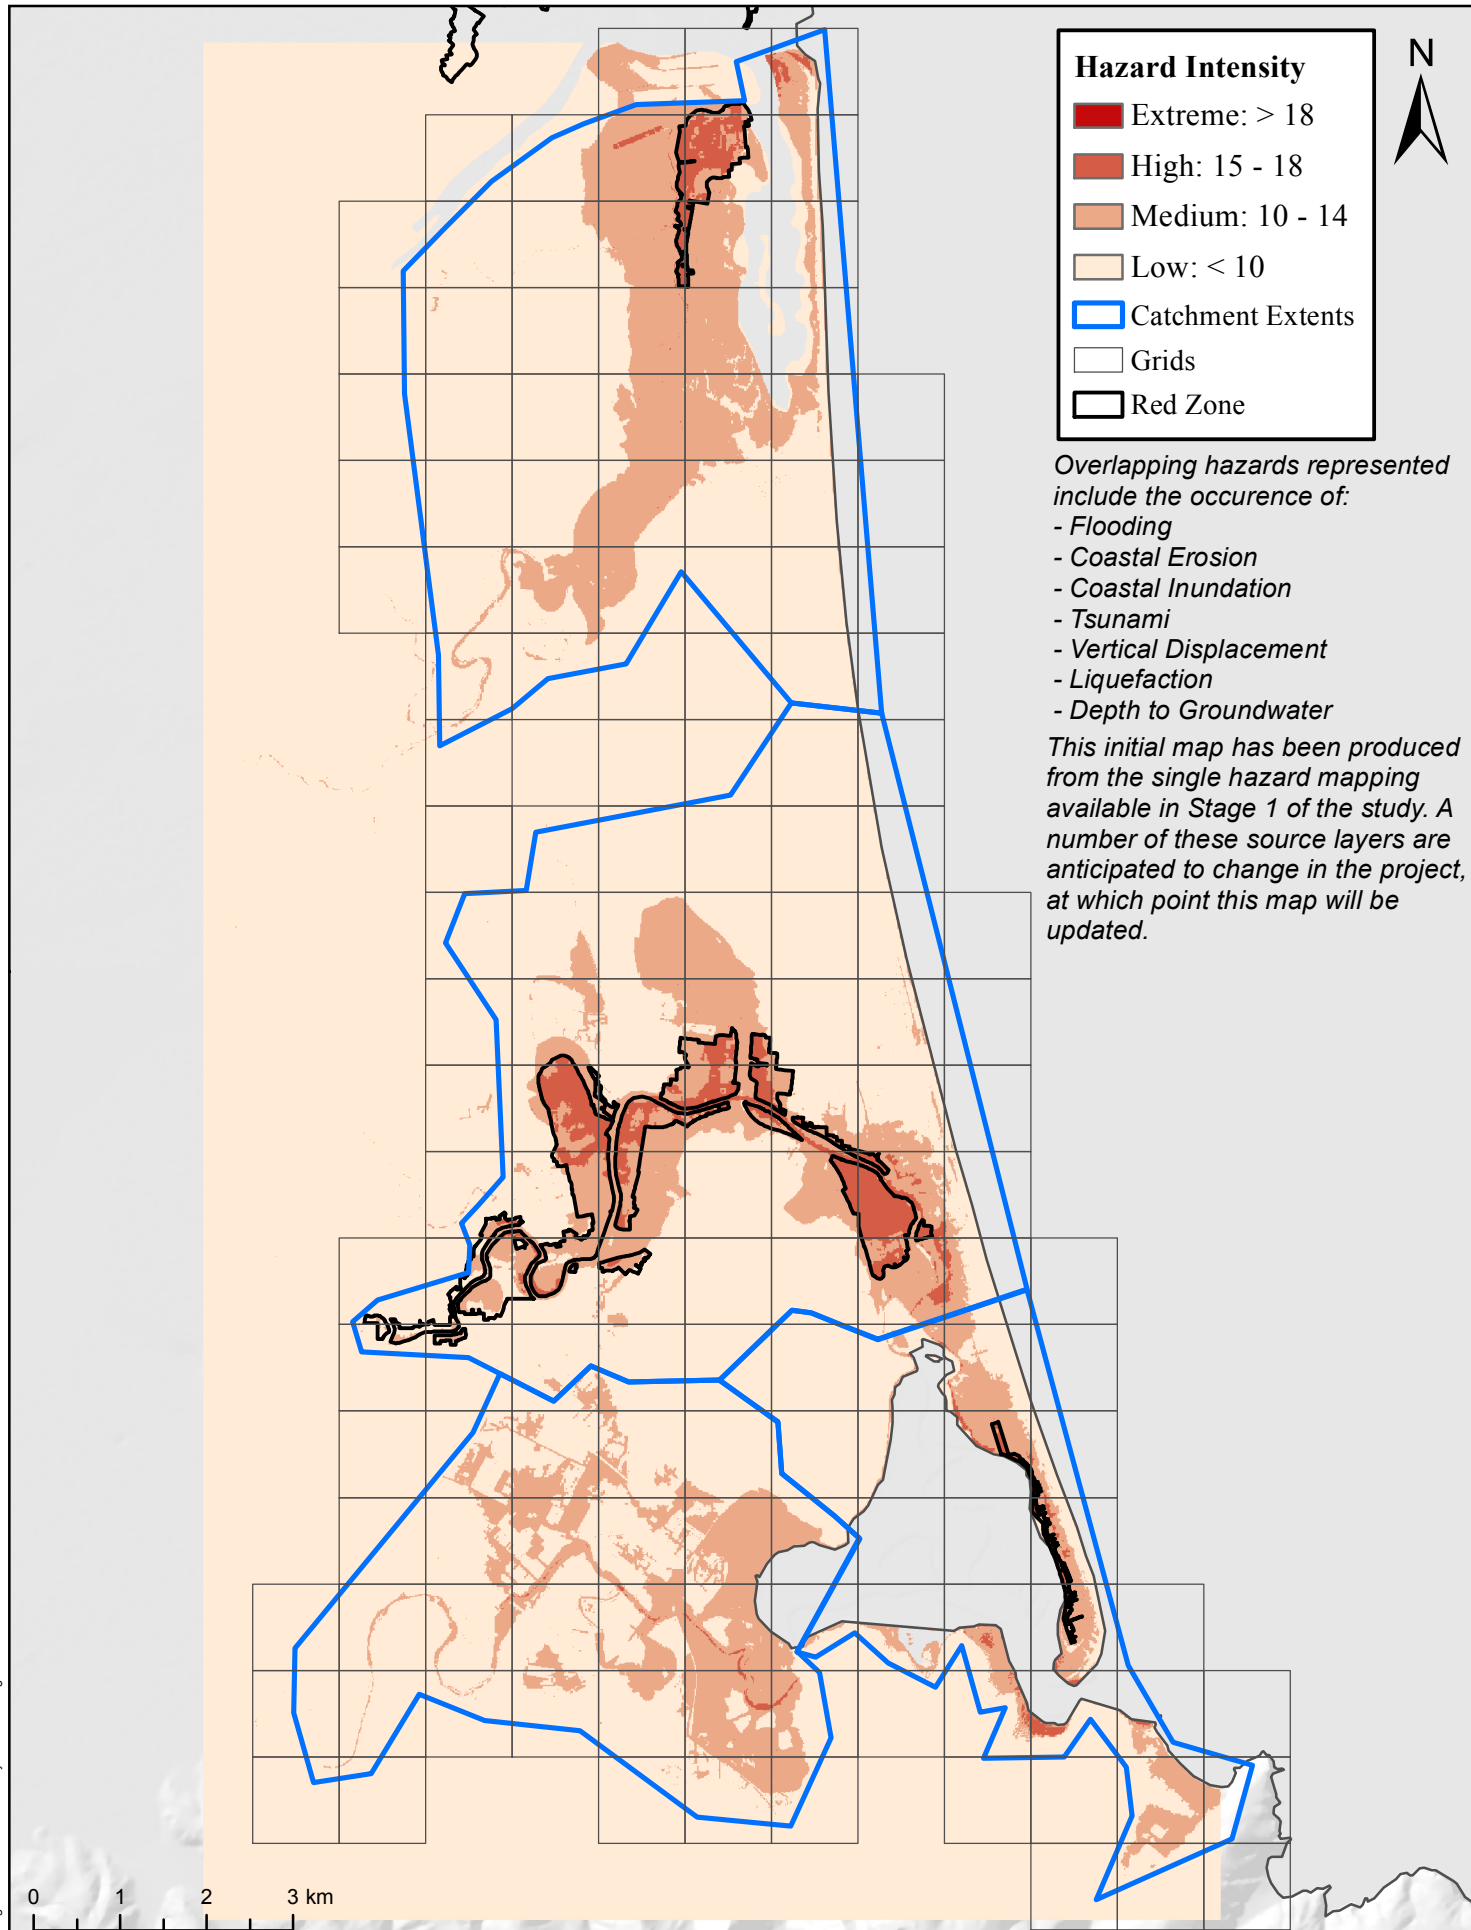 N
Hazard Intensity
Extreme: > 18
High: 15 - 18
Medium: 10 - 14
Low: < 10
Catchment Extents
Grids
Red Zone
Overlapping hazards represented
include the occurence of:
- Flooding
- Coastal Erosion
- Coastal Inundation
- Tsunami
- Vertical Displacement
- Liquefaction
- Depth to Groundwater
This initial map has been produced
from the single hazard mapping
available in Stage 1 of the study. A
number of these source layers are
anticipated to change in the project,
at which point this map will be
updated.
0 1 2 3 km